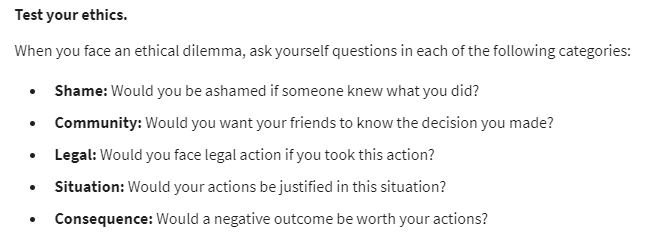 Test your ethics.
When you face an ethical dilemma, ask yourself questions in each of the following categories:
• Shame: Would you be ashamed if someone knew what you did?
• Community: Would you want your friends to know the decision you made?
• Legal: Would you face legal action if you took this action?
• Situation: Would your actions be justified in this situation?
• Consequence: Would a negative outcome be worth your actions?